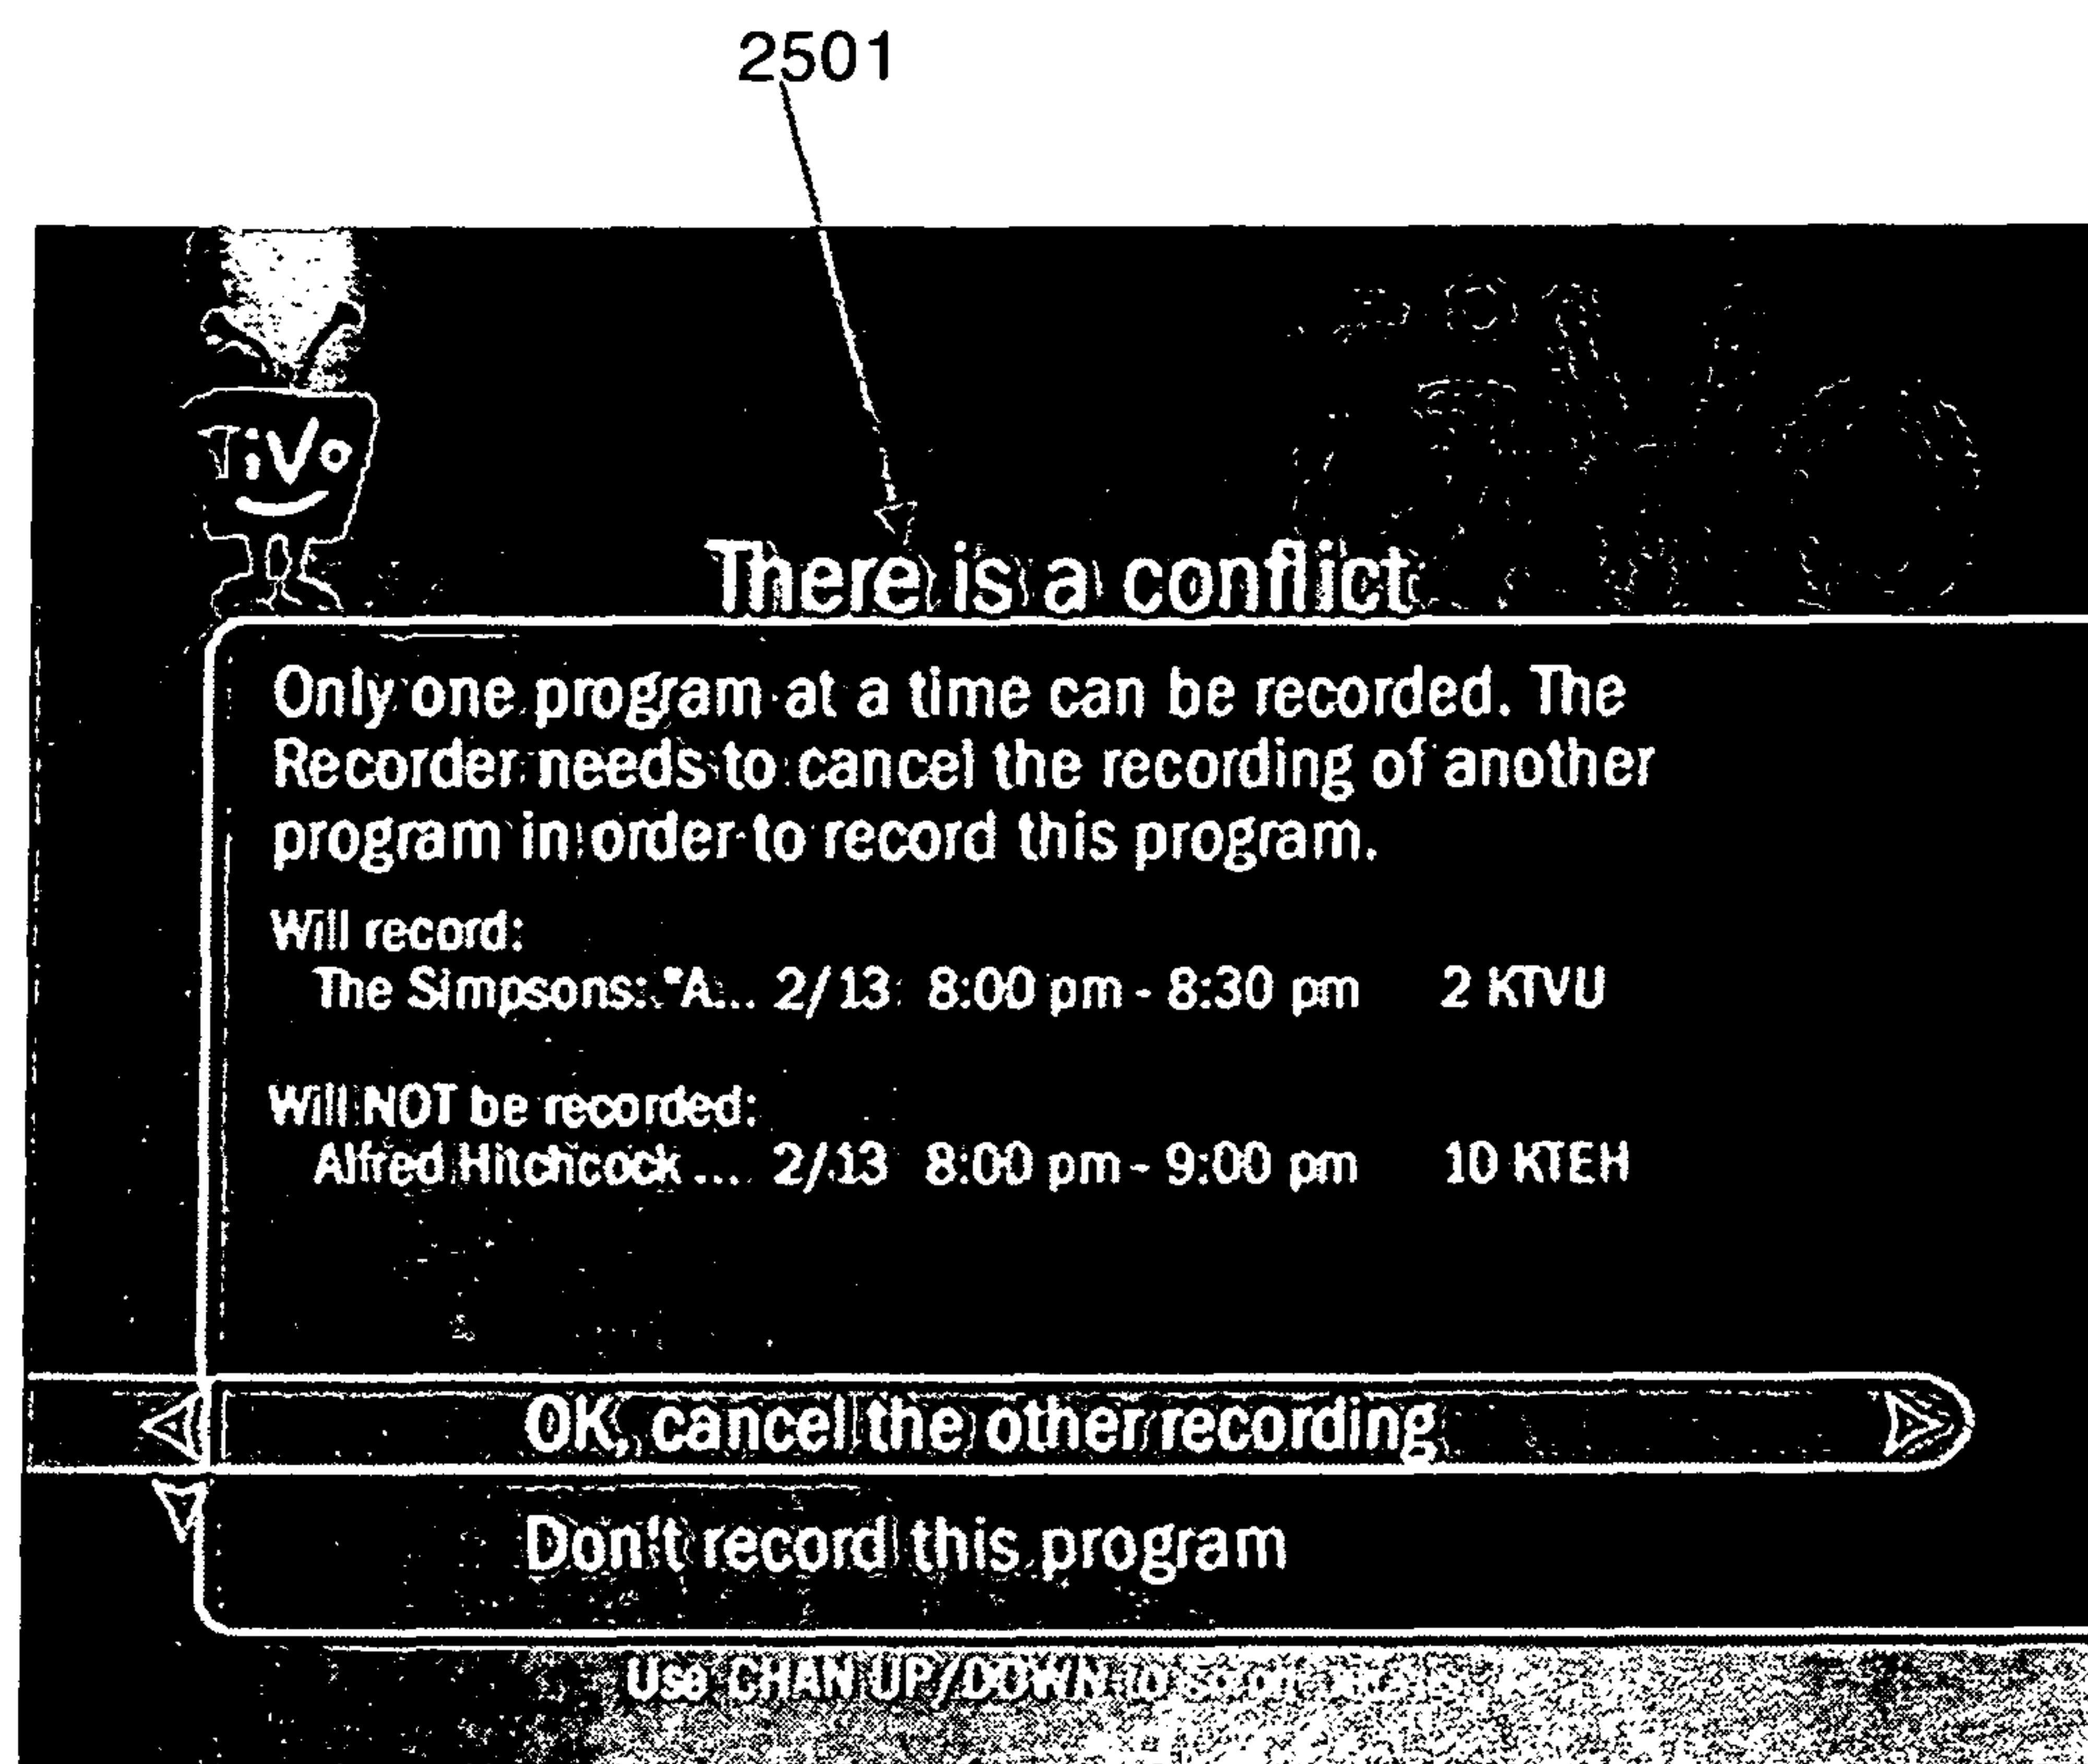 2501
TiVo
There is a conflict
Only one program at a time can be recorded. The
Recorder needs to cancel the recording of another
program in order to record this program.
Will record:
The Simpsons: "A... 2/13 8:00 pm - 8:30 pm 2 KTVU
Will NOT be recorded:
Alfred Hitchcock ... 2/13 8:00 pm - 9:00 pm 10 KTEH
OK, cancel the other recording
Don't record this program
Use CHAN UP/DOWN to